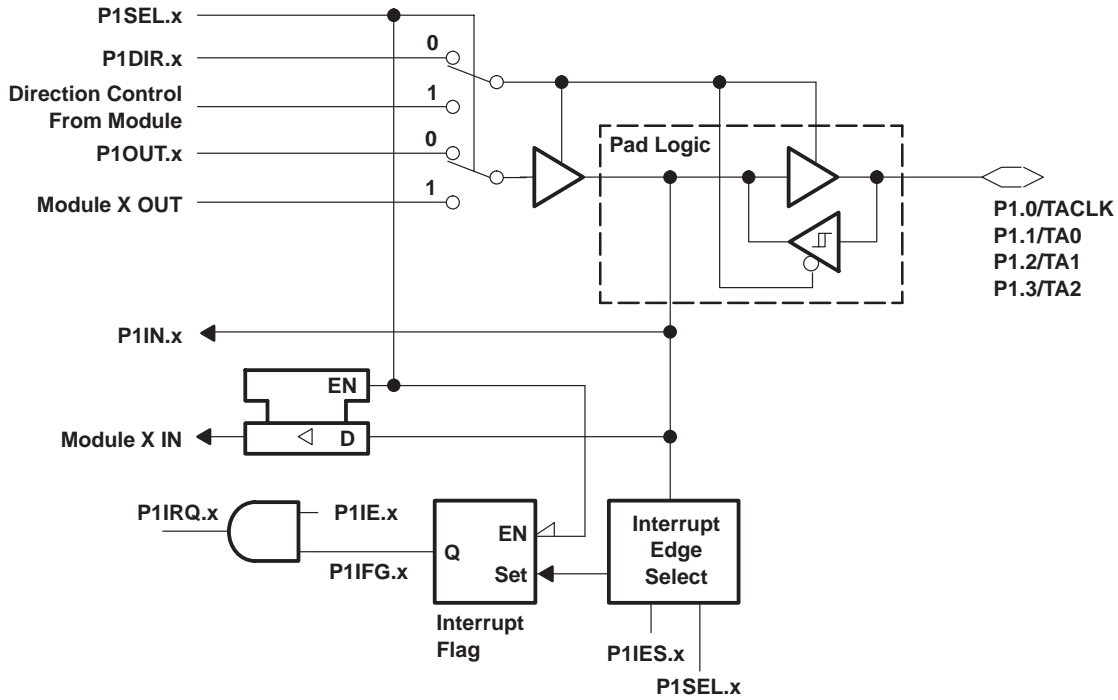 P1SEL.x
0
P1DIR.x
Direction Control
From Module
1
0
P1OUT.x
1
Module X OUT
Pad Logic
P1.0/TACLK
P1.1/TA0
P1.2/TA1
P1.3/TA2
P1IN.x
EN
Module X IN
D
P1IRQ.x
P1IE.x
P1IFG.x
Q
EN
Set
Interrupt
Flag
Interrupt
Edge
Select
P1IES.x
P1SEL.x